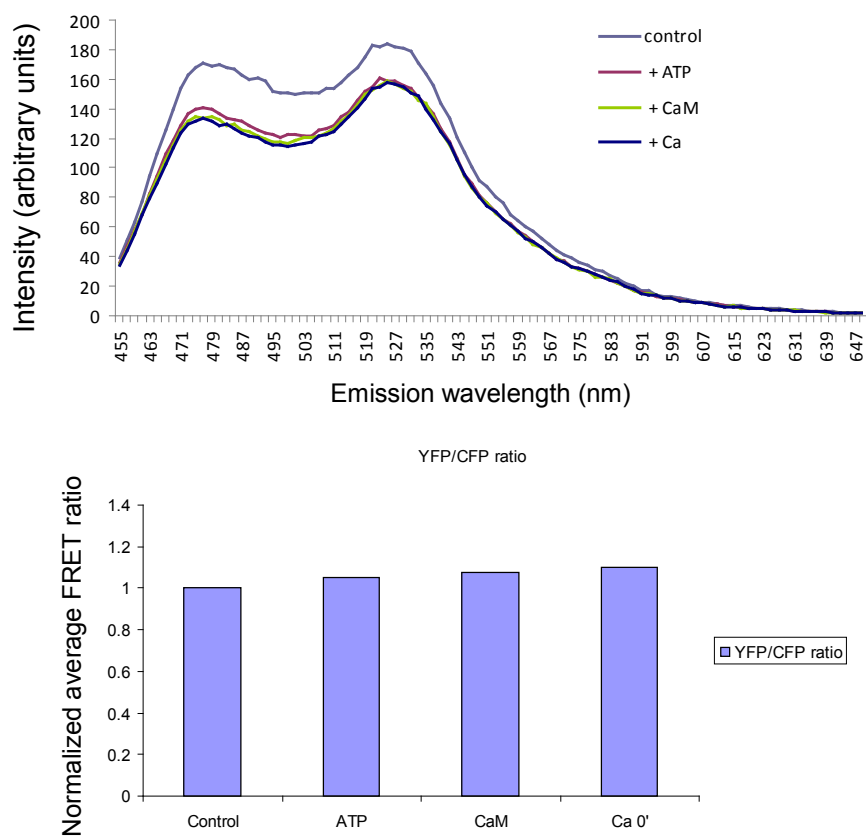 200
180
160
140
120
100
80
60
40
20
0
Intensity (arbitrary units)
control
+ ATP
+ CaM
+ Ca
455 463 471 479 487 495 503 511 519 527 535 543 551 559 567 575 583 591 599 607 615 623 631 639 647
Emission wavelength (nm)
YFP/CFP ratio
Normalized average FRET ratio
1.4
1.2
1
0.8
0.6
0.4
0.2
0
Control ATP CaM Ca 0'
YFP/CFP ratio